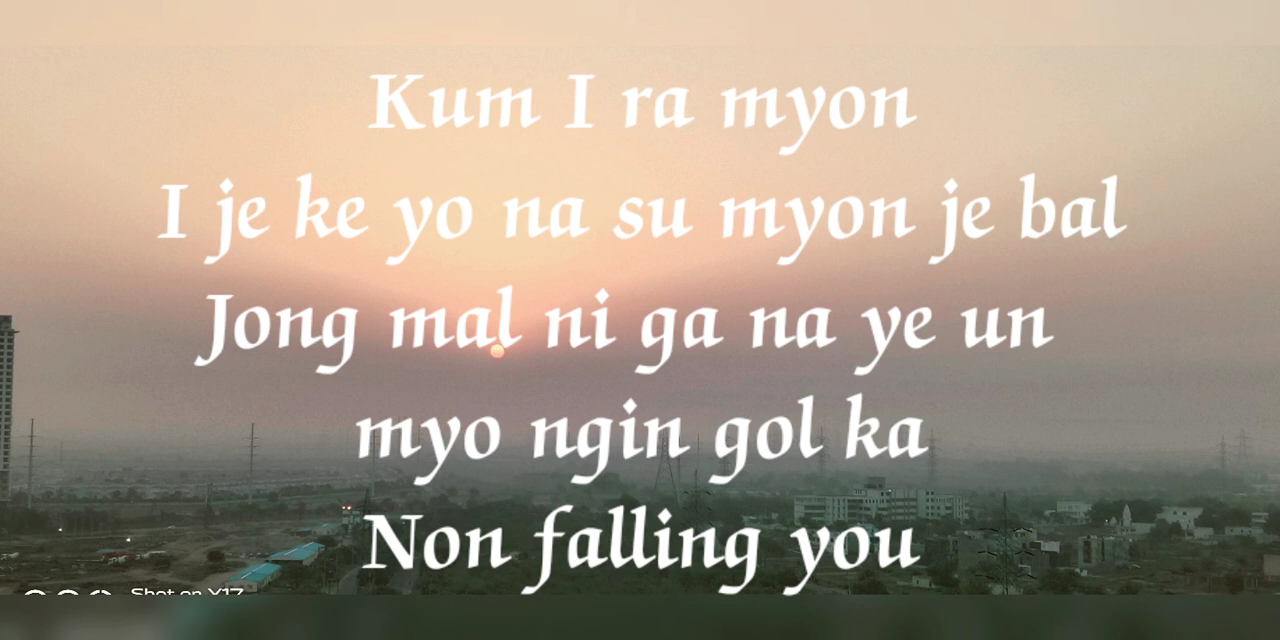 Kum I ra myon
I je ke yo na su myon je bal
Jong mal ni ga na ye un
myo ngin gol ka
Non falling you
Shot on Y17